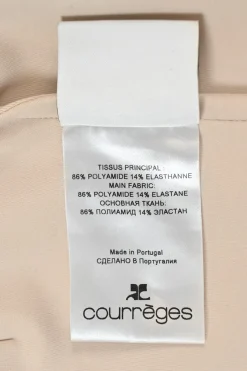 TISSUS PRINCIPAL :
86% POLYAMIDE 14% ELASTHANNE
MAIN FABRIC:
86% POLYAMIDE 14% ELASTANE
ОСНОВНАЯ ТКАНЬ:
86% ПОЛИАМИД 14% ЭЛАСТАН
Made in Portugal
СДЕЛАНО В Португалия
courrèges